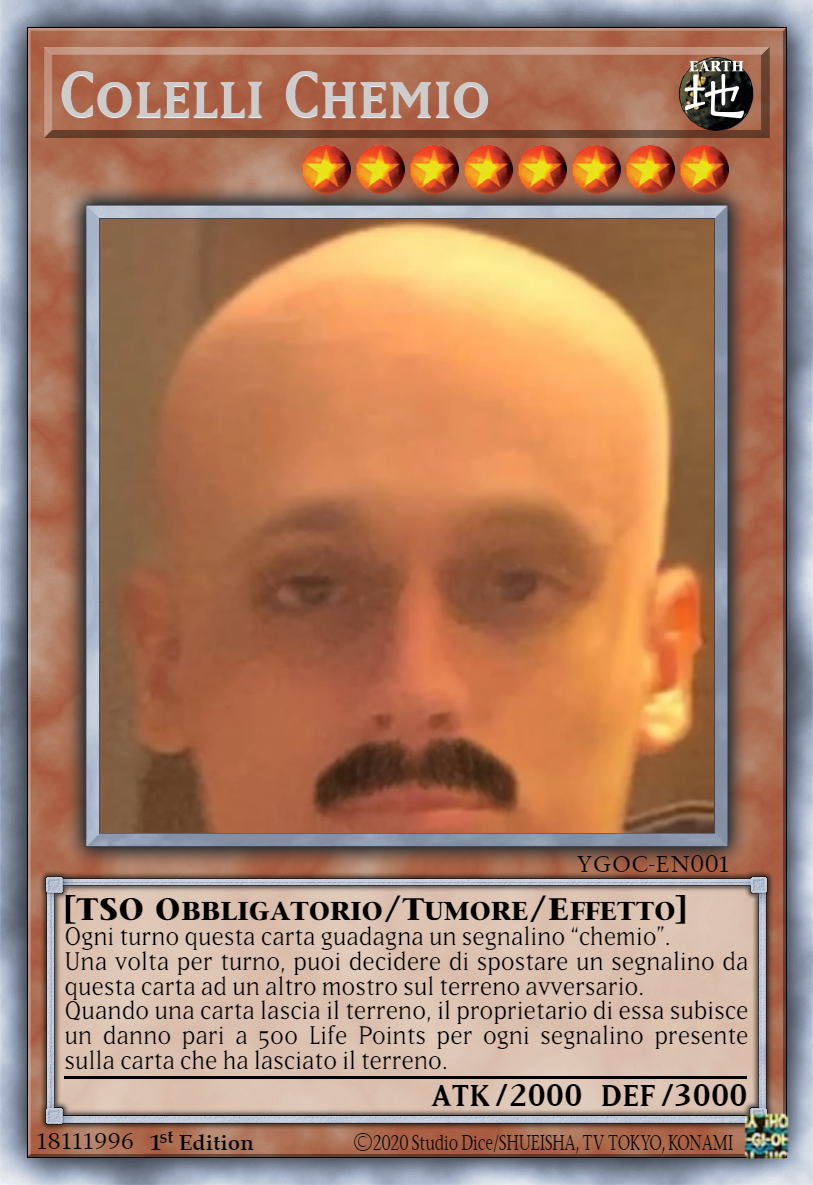 Colelli Chemio
EARTH
地
YGOC-EN001
[TSO Obbligatorio/Tumore/Effetto]
Ogni turno questa carta guadagna un segnalino “chemio”.
Una volta per turno, puoi decidere di spostare un segnalino da
questa carta ad un altro mostro sul terreno avversario.
Quando una carta lascia il terreno, il proprietario di essa subisce
un danno pari a 500 Life Points per ogni segnalino presente
sulla carta che ha lasciato il terreno.
ATK/2000 DEF/3000
18111996 1st Edition ©2020 Studio Dice/SHUEISHA, TV TOKYO, KONAMI